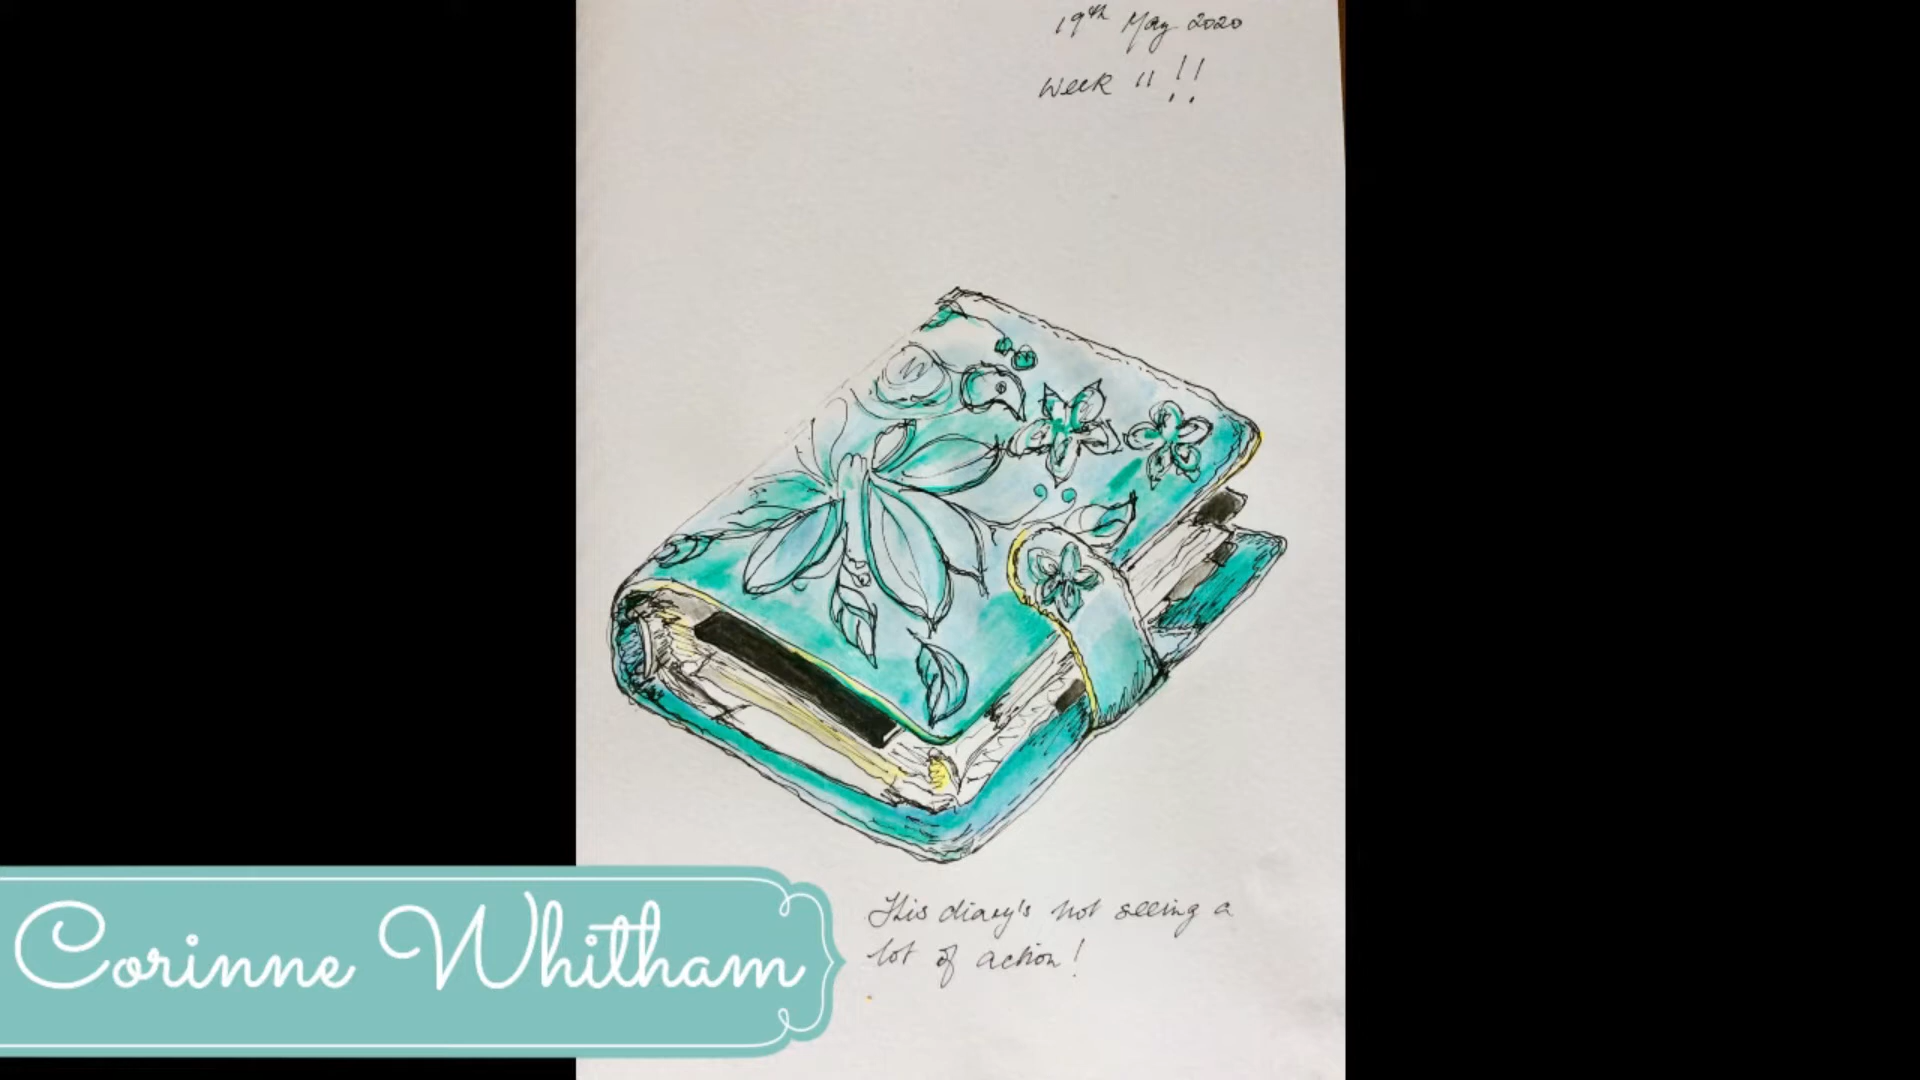 19th May 2020
Week 11!!
This diary's not seeing a
lot of action!
Corinne Whitham